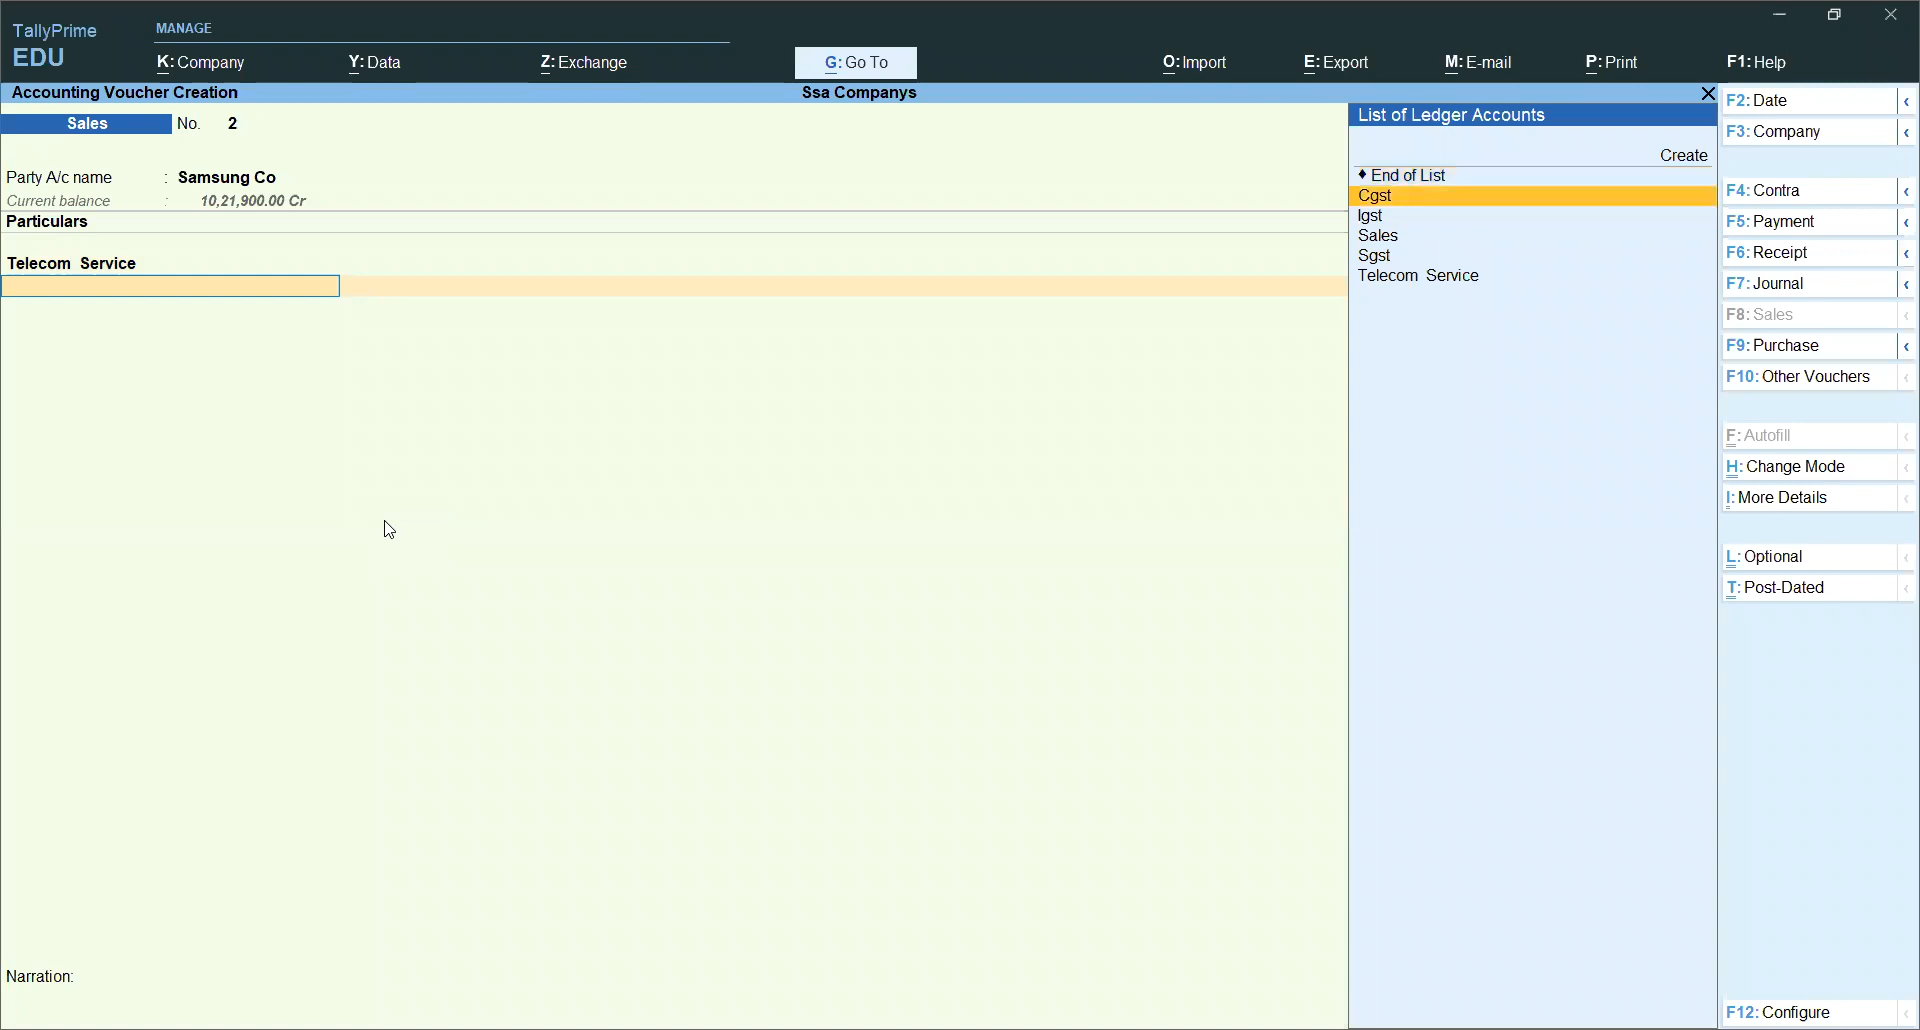 TallyPrime
EDU
MANAGE
K: Company
Y: Data
Z: Exchange
G: Go To
O: Import
E: Export
M: E-mail
P: Print
F1: Help
Accounting Voucher Creation
Ssa Companys
Sales No. 2
Party A/c name : Samsung Co
Current balance : 10,21,900.00 Cr
Particulars
Telecom Service
Narration:
List of Ledger Accounts
Create
♦ End of List
Cgst
Igst
Sales
Sgst
Telecom Service
F2: Date
F3: Company
F4: Contra
F5: Payment
F6: Receipt
F7: Journal
F8: Sales
F9: Purchase
F10: Other Vouchers
F: Autofill
H: Change Mode
I: More Details
L: Optional
T: Post-Dated
F12: Configure